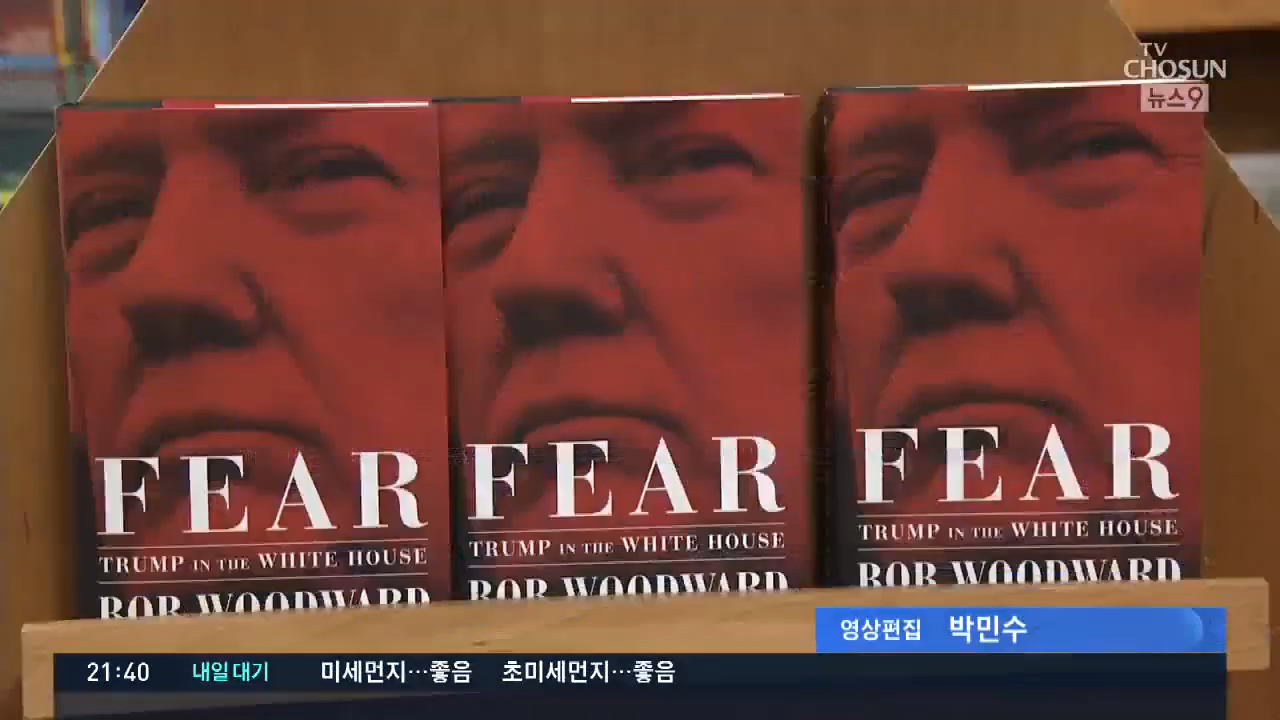 TV
CHOSUN
뉴스9
FEAR
TRUMP IN THE WHITE HOUSE
BOB WOODWARD
FEAR
TRUMP IN THE WHITE HOUSE
BOB WOODWARD
FEAR
TRUMP IN THE WHITE HOUSE
BOB WOODWARD
영상편집 박민수
21:40 내일 대기 미세먼지…좋음 초미세먼지…좋음